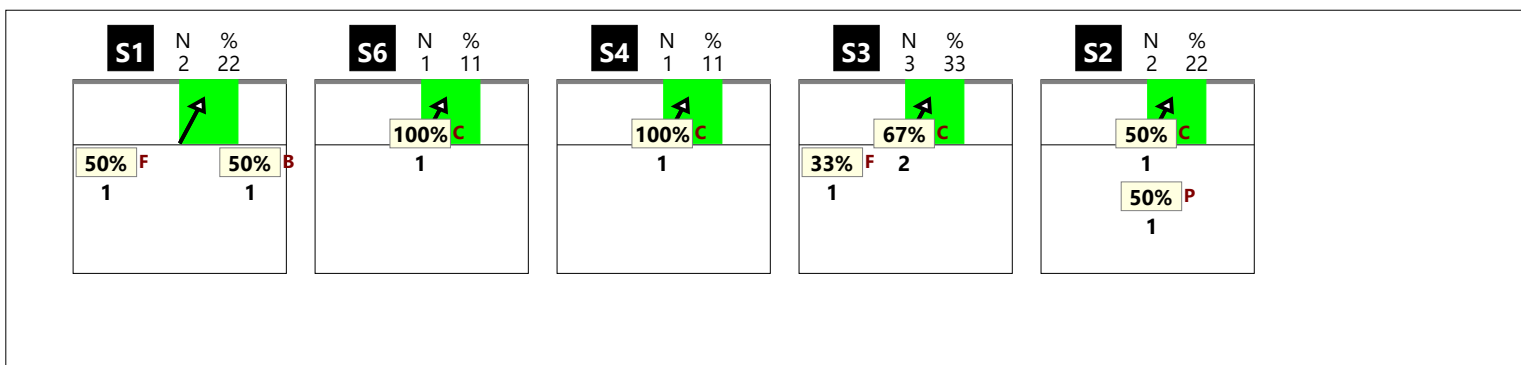 S1 N % S6 N % S4 N % S3 N % S2 N %
2 22 1 11 1 11 3 33 2 22
100% C 100% C 67% C 50% C
50% F 50% B 1 1 33% F 2 1
1 1 1 50% P
1